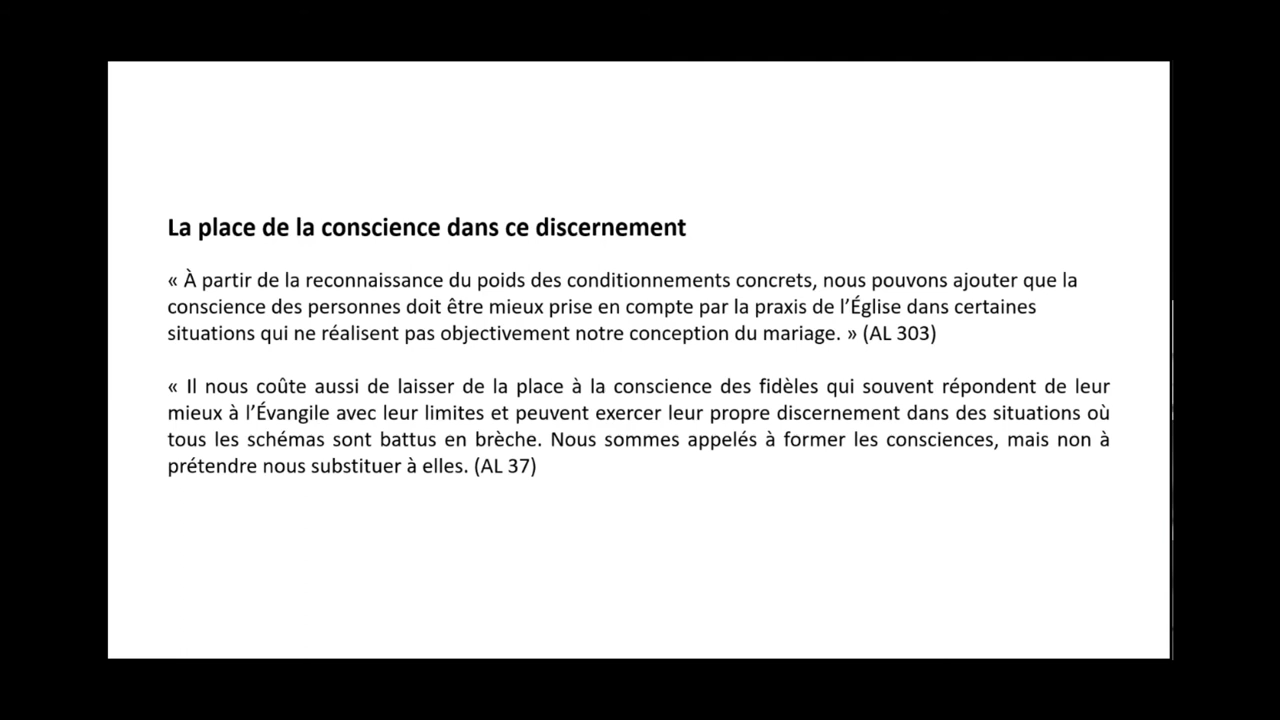 La place de la conscience dans ce discernement
« À partir de la reconnaissance du poids des conditionnements concrets, nous pouvons ajouter que la
conscience des personnes doit être mieux prise en compte par la praxis de l’Église dans certaines
situations qui ne réalisent pas objectivement notre conception du mariage. » (AL 303)
« Il nous coûte aussi de laisser de la place à la conscience des fidèles qui souvent répondent de leur
mieux à l’Évangile avec leur limites et peuvent exercer leur propre discernement dans des situations où
tous les schémas sont battus en brèche. Nous sommes appelés à former les consciences, mais non à
prétendre nous substituer à elles. (AL 37)